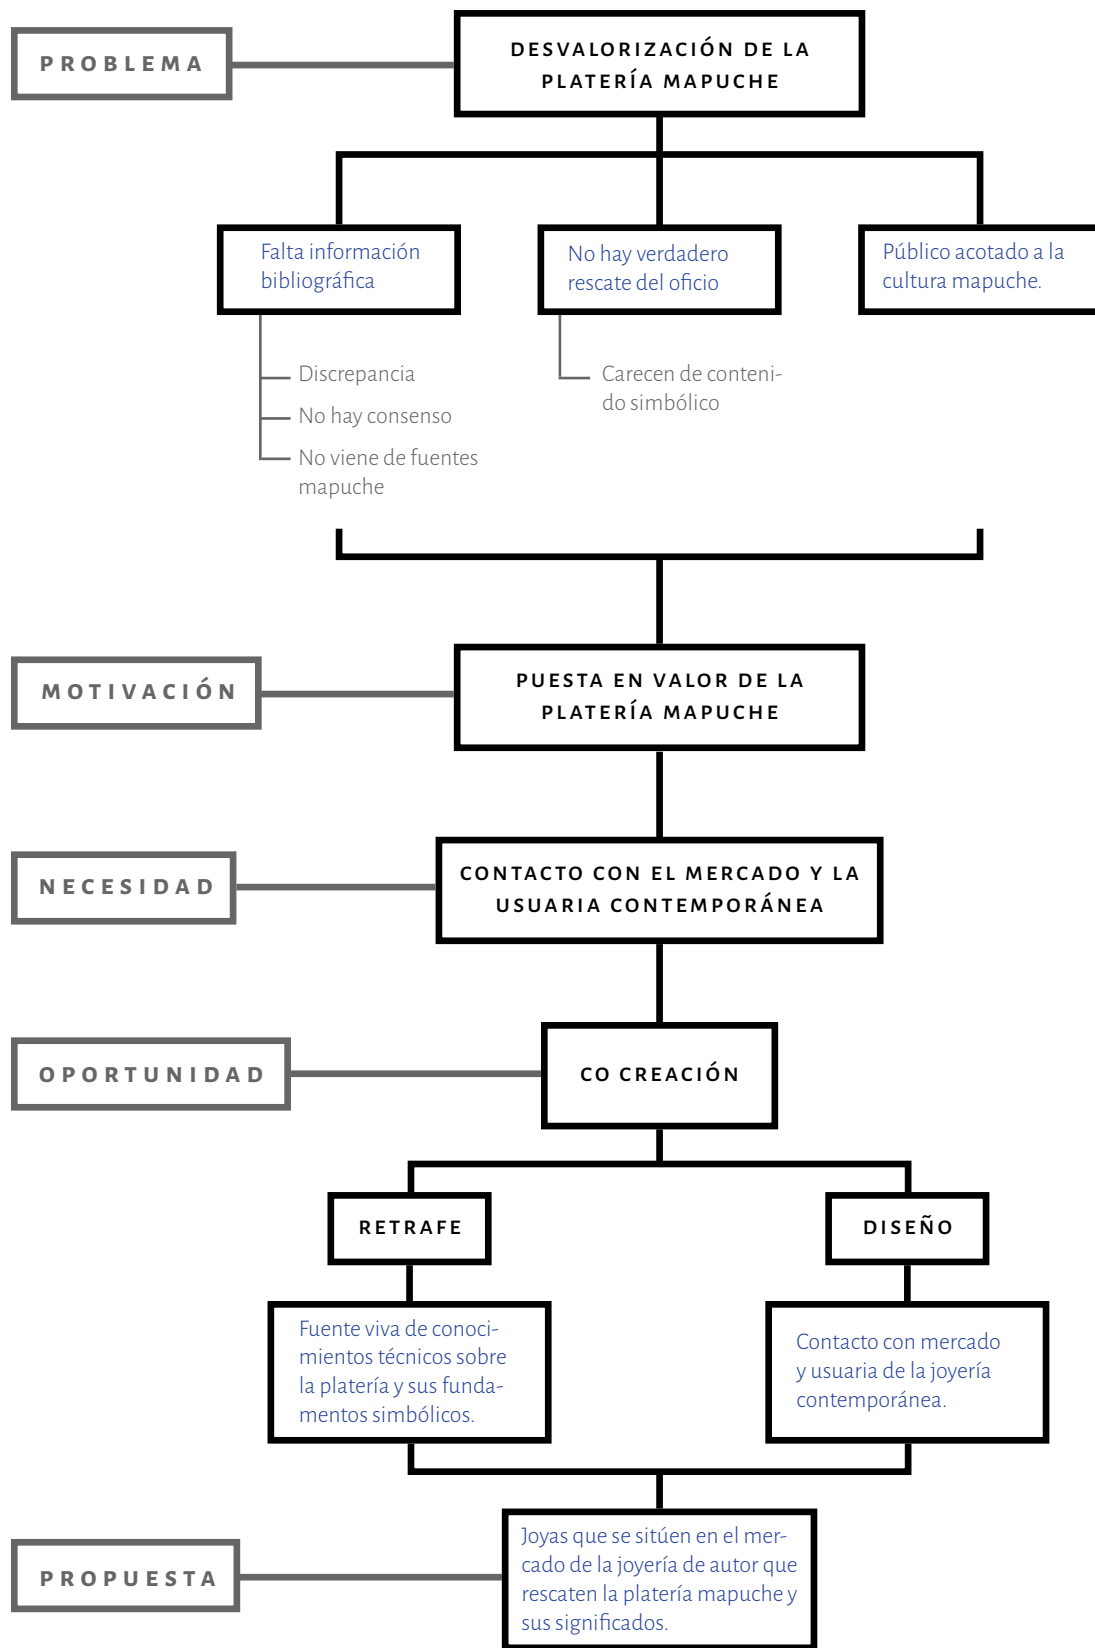 PROBLEMA
DESVALORIZACIÓN DE LA
PLATERÍA MAPUCHE
Falta información
bibliográfica
No hay verdadero
rescate del oficio
Público acotado a la
cultura mapuche.
Discrepancia
No hay consenso
No viene de fuentes
mapuche
Carecen de conteni-
do simbólico
MOTIVACIÓN
PUESTA EN VALOR DE LA
PLATERÍA MAPUCHE
NECESIDAD
CONTACTO CON EL MERCADO Y LA
USUARIA CONTEMPORÁNEA
OPORTUNIDAD
CO CREACIÓN
RETRAFE
DISEÑO
Fuente viva de conoci-
mientos técnicos sobre
la platería y sus funda-
mentos simbólicos.
Contacto con mercado
y usuaria de la joyería
contemporánea.
PROPUESTA
Joyas que se sitúen en el mer-
cado de la joyería de autor que
rescaten la platería mapuche y
sus significados.